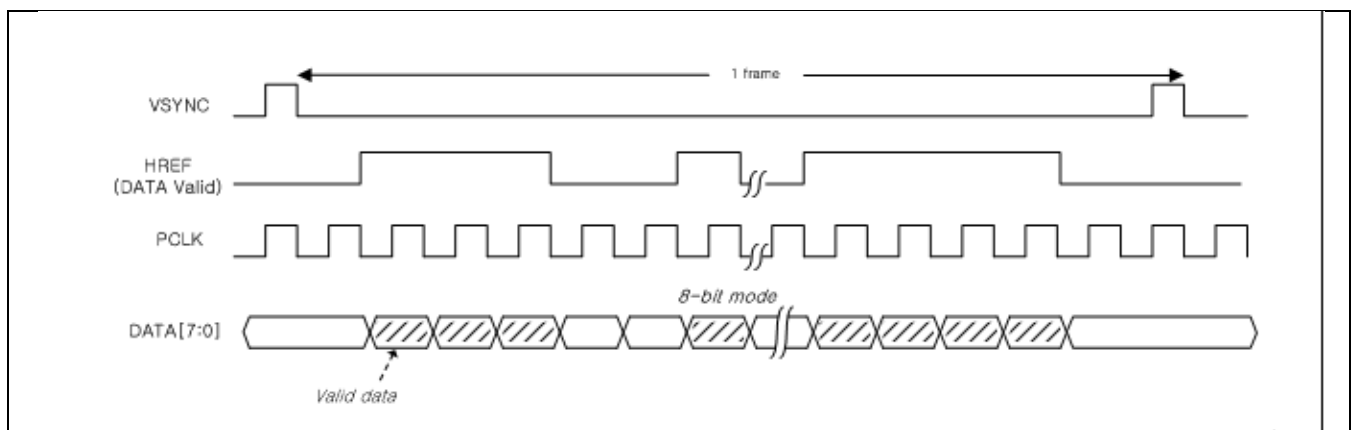 1 frame
VSYNC
HREF
(DATA Valid)
PCLK
8-bit mode
DATA[7:0]
Valid data